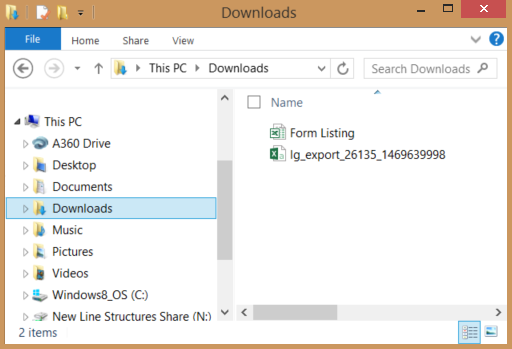 Downloads
File Home Share View
This PC Downloads Search Downloads
Name
This PC
A360 Drive
Desktop
Documents
Downloads
Music
Pictures
Videos
Windows8_OS (C:)
New Line Structures Share (N:)
Form Listing
lg_export_26135_1469639998
2 items